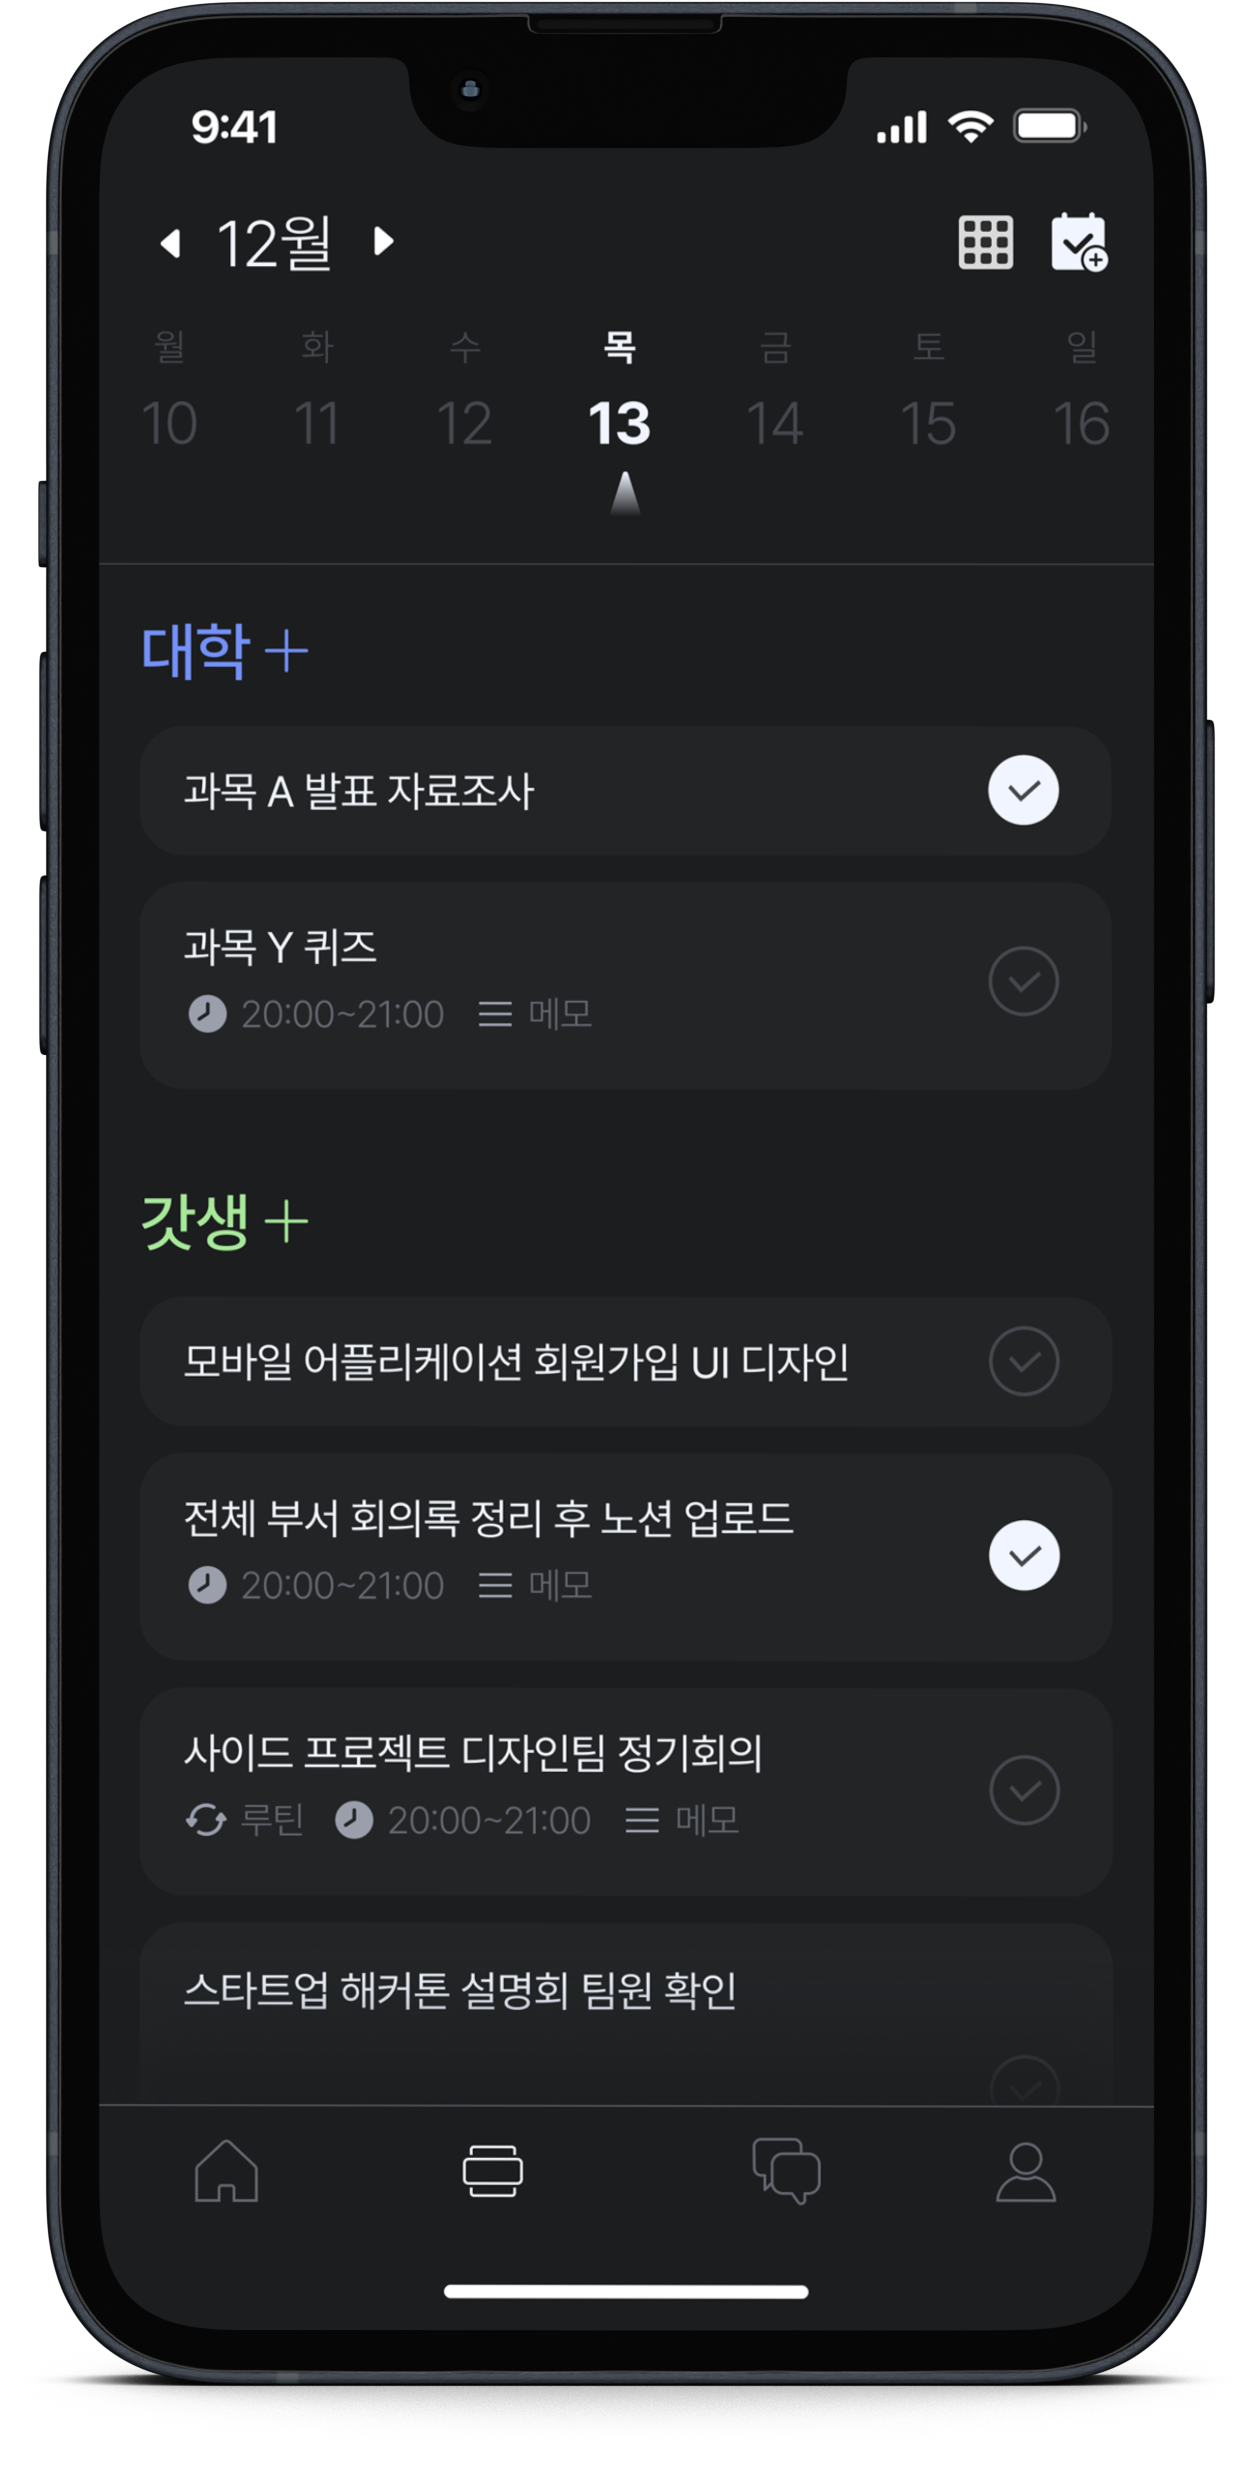 9:41
12월
월 화 수 목 금 토 일
10 11 12 13 14 15 16
대학 +
과목 A 발표 자료조사
과목 Y 퀴즈
20:00~21:00 메모
갓생 +
모바일 어플리케이션 회원가입 UI 디자인
전체 부서 회의록 정리 후 노션 업로드
20:00~21:00 메모
사이드 프로젝트 디자인팀 정기회의
루틴 20:00~21:00 메모
스타트업 해커톤 설명회 팀원 확인